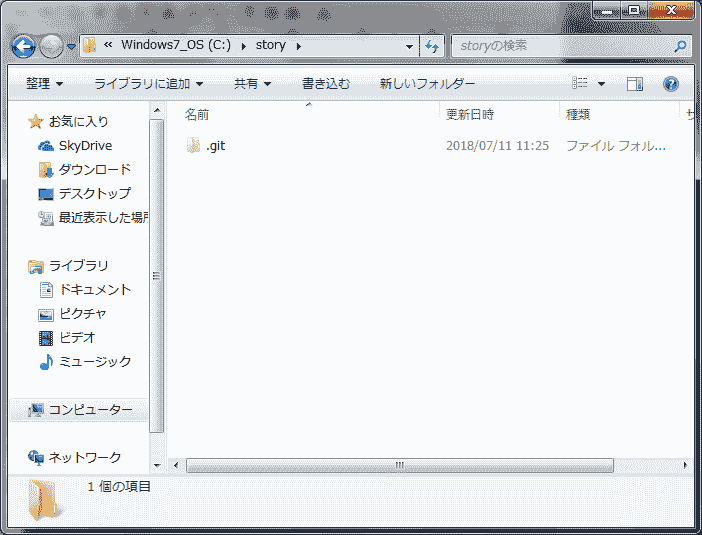 « Windows7_OS (C:) story
storyの検索
整理 ライブラリに追加 共有 書き込む 新しいフォルダー
名前 更新日時 種類 サ
.git 2018/07/11 11:25 ファイル フォル...
お気に入り
SkyDrive
ダウンロード
デスクトップ
最近表示した場所
ライブラリ
ドキュメント
ピクチャ
ビデオ
ミュージック
コンピューター
ネットワーク
1 個の項目